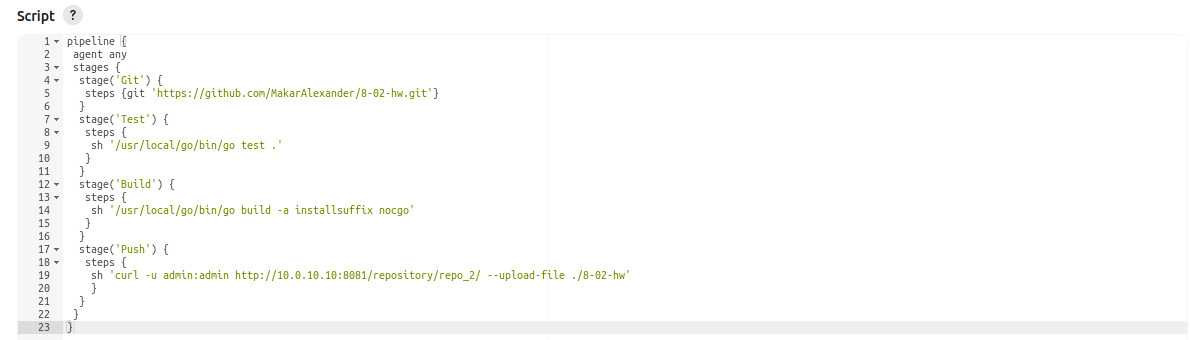 Script ?
1 pipeline {
2 agent any
3 stages {
4 stage('Git') {
5 steps {git 'https://github.com/MakarAlexander/8-02-hw.git'}
6 }
7 stage('Test') {
8 steps {
9 sh '/usr/local/go/bin/go test .'
10 }
11 }
12 stage('Build') {
13 steps {
14 sh '/usr/local/go/bin/go build -a installsuffix nocgo'
15 }
16 }
17 stage('Push') {
18 steps {
19 sh 'curl -u admin:admin http://10.0.10.10:8081/repository/repo_2/ --upload-file ./8-02-hw'
20 }
21 }
22 }
23 }